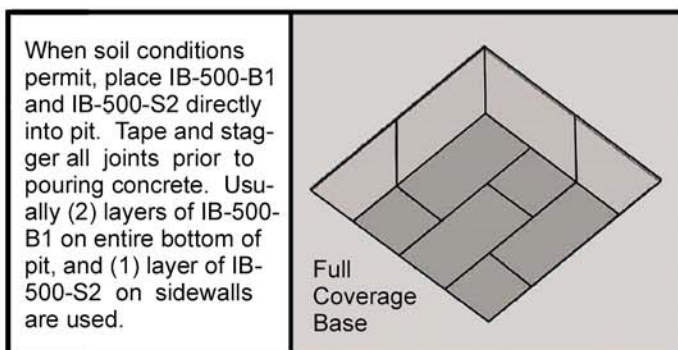 When soil conditions
permit, place IB-500-B1
and IB-500-S2 directly
into pit. Tape and stag-
ger all joints prior to
pouring concrete. Usu-
ally (2) layers of IB-500-
B1 on entire bottom of
pit, and (1) layer of IB-
500-S2 on sidewalls
are used.
Full
Coverage
Base